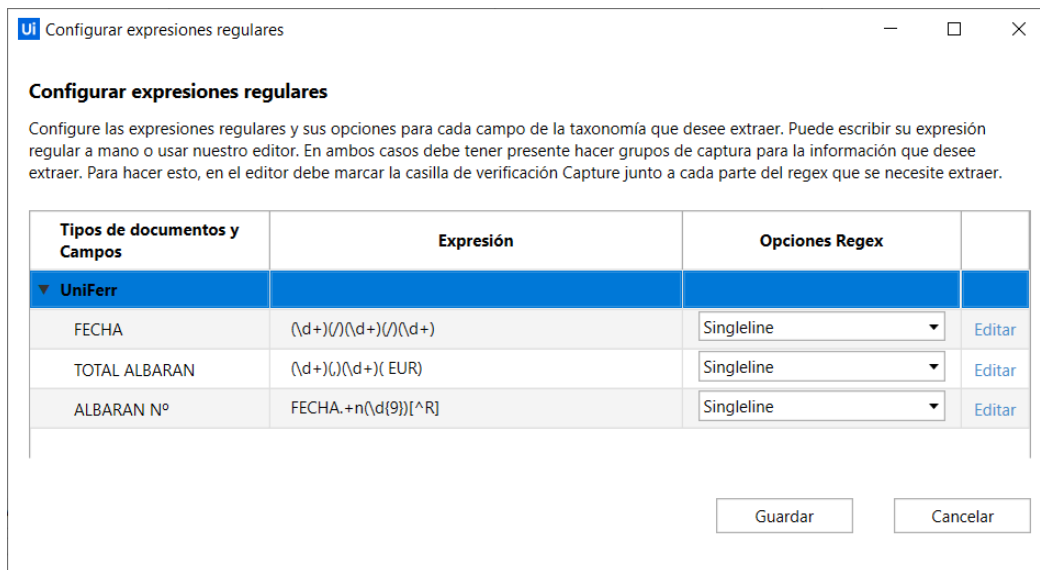 Ui Configurar expresiones regulares
Configurar expresiones regulares
Configure las expresiones regulares y sus opciones para cada campo de la taxonomía que desee extraer. Puede escribir su expresión
regular a mano o usar nuestro editor. En ambos casos debe tener presente hacer grupos de captura para la información que desee
extraer. Para hacer esto, en el editor debe marcar la casilla de verificación Capture junto a cada parte del regex que se necesite extraer.
Tipos de documentos y
Campos Expresión Opciones Regex
UniFerr
FECHA (\d+)(/)(\d+)(/)(\d+) Singleline Editar
TOTAL ALBARAN (\d+)(,)(\d+)( EUR) Singleline Editar
ALBARAN Nº FECHA.+n(\d{9})[^R] Singleline Editar
Guardar Cancelar